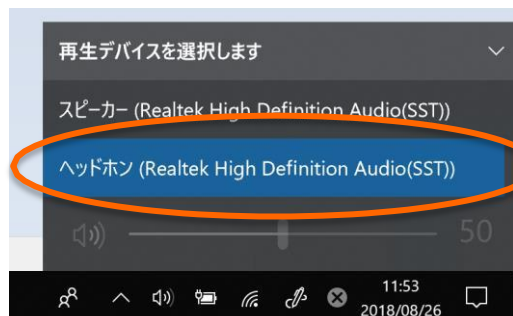 再生デバイスを選択します
スピーカー (Realtek High Definition Audio(SST))
ヘッドホン (Realtek High Definition Audio(SST))
50
11:53
2018/08/26